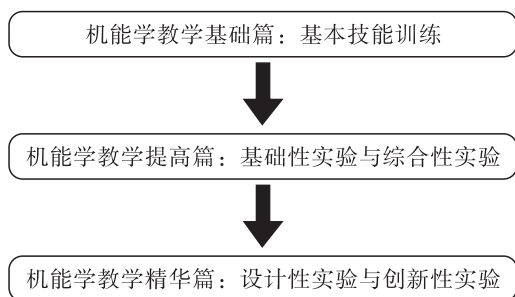 机能学教学基础篇：基本技能训练
机能学教学提高篇：基础性实验与综合性实验
机能学教学精华篇：设计性实验与创新性实验